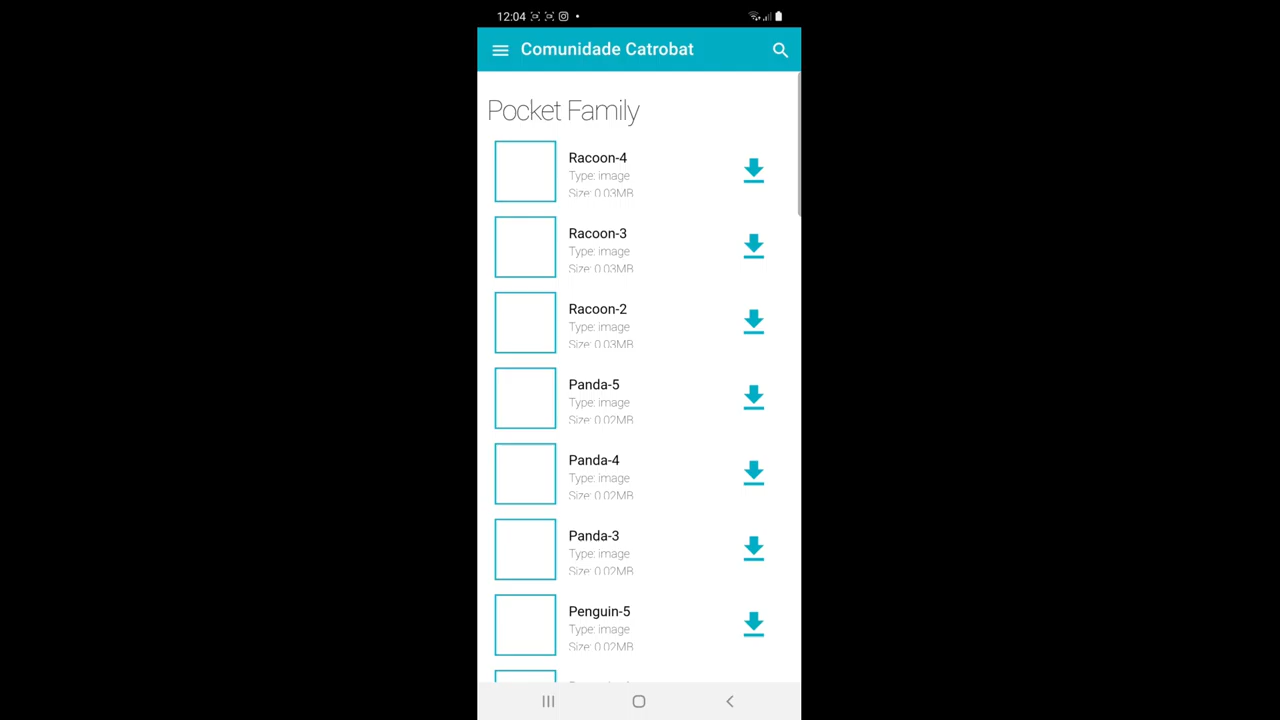 12:04
Comunidade Catrobat
Pocket Family
Racoon-4
Type: image
Size: 0.03MB
Racoon-3
Type: image
Size: 0.03MB
Racoon-2
Type: image
Size: 0.03MB
Panda-5
Type: image
Size: 0.02MB
Panda-4
Type: image
Size: 0.02MB
Panda-3
Type: image
Size: 0.02MB
Penguin-5
Type: image
Size: 0.02MB